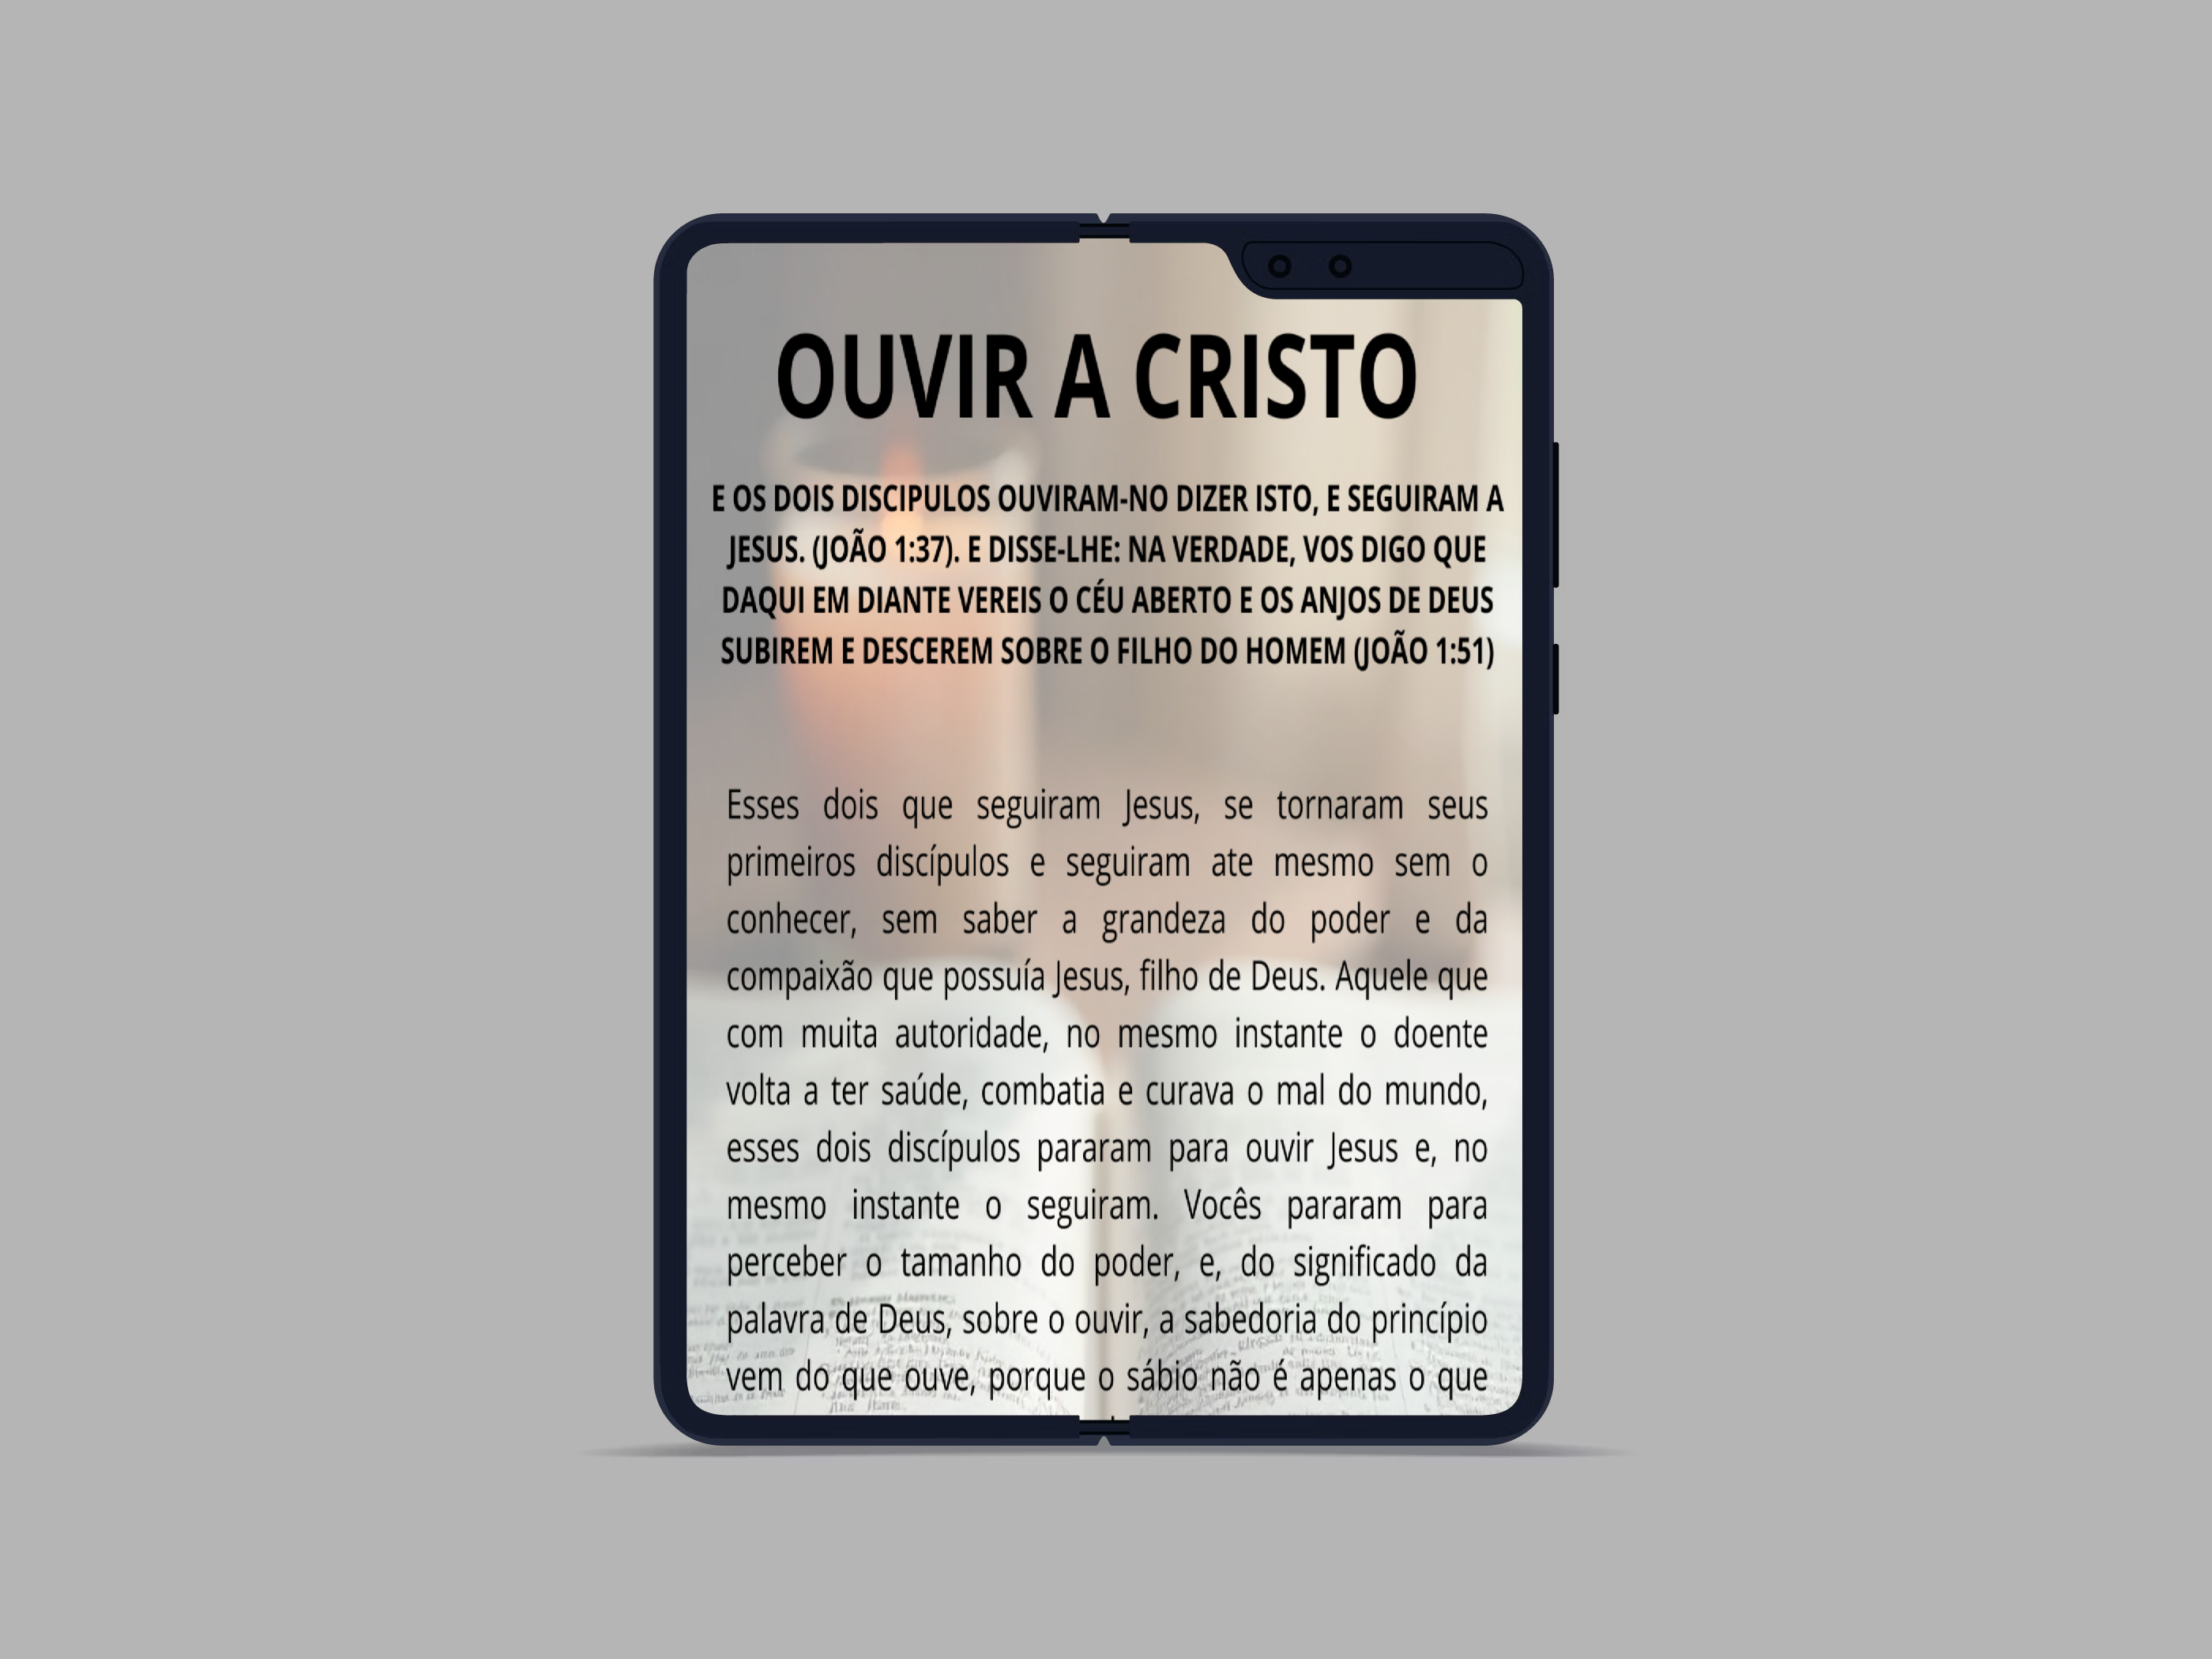 OUVIR A CRISTO
E OS DOIS DISCIPULOS OUVIRAM-NO DIZER ISTO, E SEGUIRAM A
JESUS. (JOÃO 1:37). E DISSE-LHE: NA VERDADE, VOS DIGO QUE
DAQUI EM DIANTE VEREIS O CÉU ABERTO E OS ANJOS DE DEUS
SUBIREM E DESCEREM SOBRE O FILHO DO HOMEM (JOÃO 1:51)
Esses dois que seguiram Jesus, se tornaram seus
primeiros discípulos e seguiram ate mesmo sem o
conhecer, sem saber a grandeza do poder e da
compaixão que possuía Jesus, filho de Deus. Aquele que
com muita autoridade, no mesmo instante o doente
volta a ter saúde, combatia e curava o mal do mundo,
esses dois discípulos pararam para ouvir Jesus e, no
mesmo instante o seguiram. Vocês pararam para
perceber o tamanho do poder, e, do significado da
palavra de Deus, sobre o ouvir, a sabedoria do princípio
vem do que ouve, porque o sábio não é apenas o que